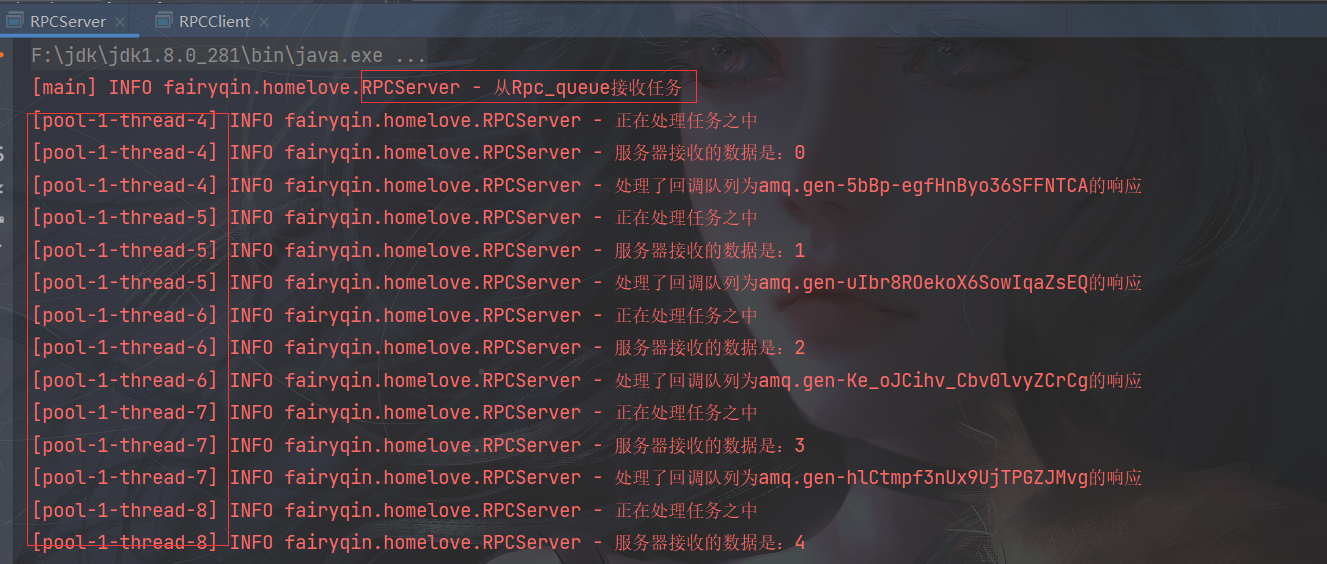 RPCServer × RPCClient ×
F:\jdk\jdk1.8.0_281\bin\java.exe ...
[main] INFO fairyqin.homelove.RPCServer - 从Rpc_queue接收任务
[pool-1-thread-4] INFO fairyqin.homelove.RPCServer - 正在处理任务之中
[pool-1-thread-4] INFO fairyqin.homelove.RPCServer - 服务器接收的数据是：0
[pool-1-thread-4] INFO fairyqin.homelove.RPCServer - 处理了回调队列为amq.gen-5bBp-egfHnByo36SFFNTCA的响应
[pool-1-thread-5] INFO fairyqin.homelove.RPCServer - 正在处理任务之中
[pool-1-thread-5] INFO fairyqin.homelove.RPCServer - 服务器接收的数据是：1
[pool-1-thread-5] INFO fairyqin.homelove.RPCServer - 处理了回调队列为amq.gen-uIbr8ROekoX6SowIqaZsEQ的响应
[pool-1-thread-6] INFO fairyqin.homelove.RPCServer - 正在处理任务之中
[pool-1-thread-6] INFO fairyqin.homelove.RPCServer - 服务器接收的数据是：2
[pool-1-thread-6] INFO fairyqin.homelove.RPCServer - 处理了回调队列为amq.gen-Ke_oJCihv_Cbv0lvyZCrCg的响应
[pool-1-thread-7] INFO fairyqin.homelove.RPCServer - 正在处理任务之中
[pool-1-thread-7] INFO fairyqin.homelove.RPCServer - 服务器接收的数据是：3
[pool-1-thread-7] INFO fairyqin.homelove.RPCServer - 处理了回调队列为amq.gen-hlCtmpf3nUx9UjTPGZJMvg的响应
[pool-1-thread-8] INFO fairyqin.homelove.RPCServer - 正在处理任务之中
[pool-1-thread-8] INFO fairyqin.homelove.RPCServer - 服务器接收的数据是：4